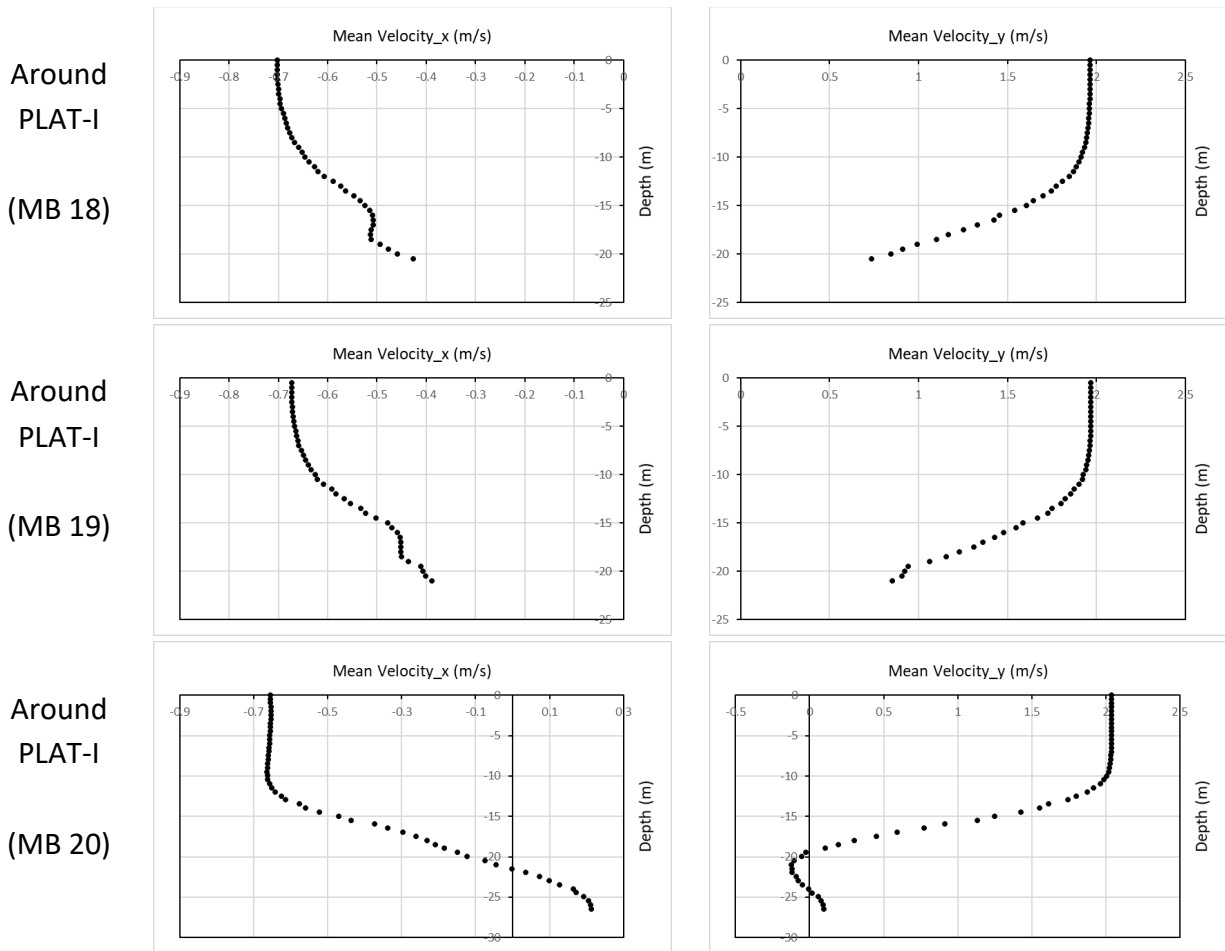 Around
PLAT-I
(MB 18)
Mean Velocity_x (m/s)
-0.9 -0.8 -0.7 -0.6 -0.5 -0.4 -0.3 -0.2 -0.1 0
0
-5
-10
-15
-20
-25
Depth (m)
Mean Velocity_y (m/s)
0 0.5 1 1.5 2 2.5
0
-5
-10
-15
-20
-25
Depth (m)
Around
PLAT-I
(MB 19)
Mean Velocity_x (m/s)
-0.9 -0.8 -0.7 -0.6 -0.5 -0.4 -0.3 -0.2 -0.1 0
0
-5
-10
-15
-20
-25
Depth (m)
Mean Velocity_y (m/s)
0 0.5 1 1.5 2 2.5
0
-5
-10
-15
-20
-25
Depth (m)
Around
PLAT-I
(MB 20)
Mean Velocity_x (m/s)
-0.9 -0.7 -0.5 -0.3 -0.1 0.1 0.3
0
-5
-10
-15
-20
-25
-30
Depth (m)
Mean Velocity_y (m/s)
-0.5 0 0.5 1 1.5 2 2.5
0
-5
-10
-15
-20
-25
-30
Depth (m)